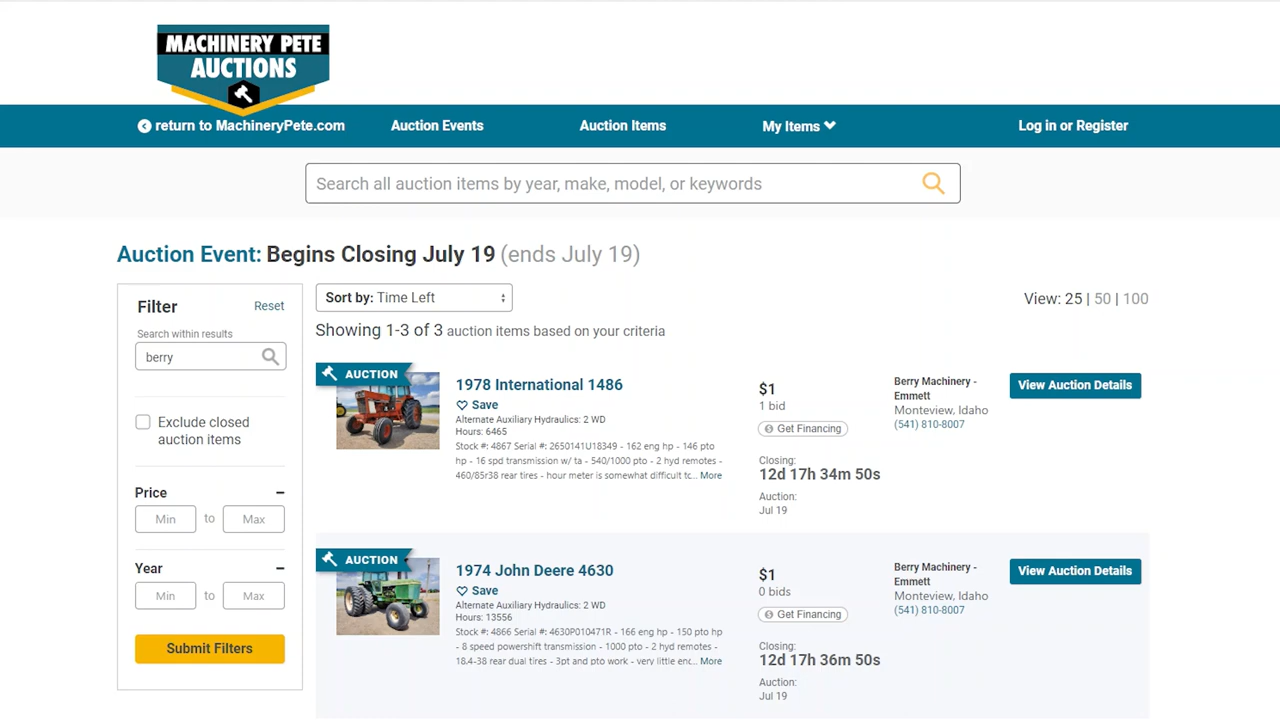 MACHINERY PETE
AUCTIONS
return to MachineryPete.com
Auction Events
Auction Items
My Items
Log in or Register
Search all auction items by year, make, model, or keywords
Auction Event: Begins Closing July 19 (ends July 19)
Filter
Reset
Search within results
berry
Exclude closed
auction items
Price
Min to Max
Year
Min to Max
Submit Filters
Sort by: Time Left
View: 25 | 50 | 100
Showing 1-3 of 3 auction items based on your criteria
AUCTION
1978 International 1486
Save
Alternate Auxiliary Hydraulics: 2 WD
Hours: 6465
Stock #: 4867 Serial #: 2650141U18349 - 162 eng hp - 146 pto
hp - 16 spd transmission w/ ta - 540/1000 pto - 2 hyd remotes -
460/85r38 rear tires - hour meter is somewhat difficult tc... More
$1
1 bid
Get Financing
Closing:
12d 17h 34m 50s
Auction:
Jul 19
Berry Machinery -
Emmett
Monteview, Idaho
(541) 810-8007
View Auction Details
AUCTION
1974 John Deere 4630
Save
Alternate Auxiliary Hydraulics: 2 WD
Hours: 13556
Stock #: 4866 Serial #: 4630P010471R - 166 eng hp - 150 pto hp
- 8 speed powershift transmission - 1000 pto - 2 hyd remotes -
18.4-38 rear dual tires - 3pt and pto work - very little enc... More
$1
0 bids
Get Financing
Closing:
12d 17h 36m 50s
Auction:
Jul 19
Berry Machinery -
Emmett
Monteview, Idaho
(541) 810-8007
View Auction Details